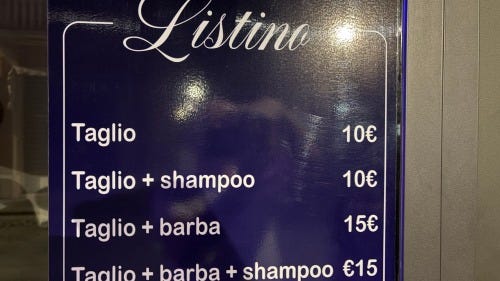 Listino
Taglio 10€
Taglio + shampoo 10€
Taglio + barba 15€
Taglio + barba + shampoo €15